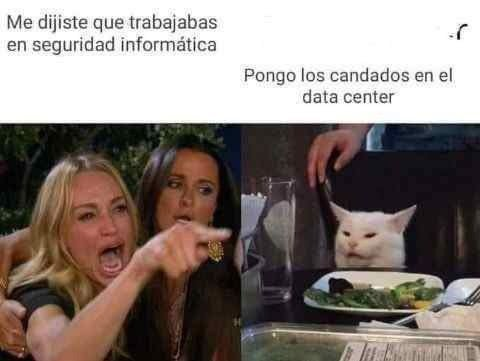 Me dijiste que trabajabas
en seguridad informática
Pongo los candados en el
data center